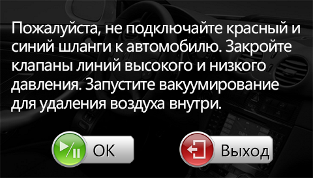 Пожалуйста, не подключайте красный и
синий шланги к автомобилю. Закройте
клапаны линий высокого и низкого
давления. Запустите вакуумирование
для удаления воздуха внутри.
OK Выход